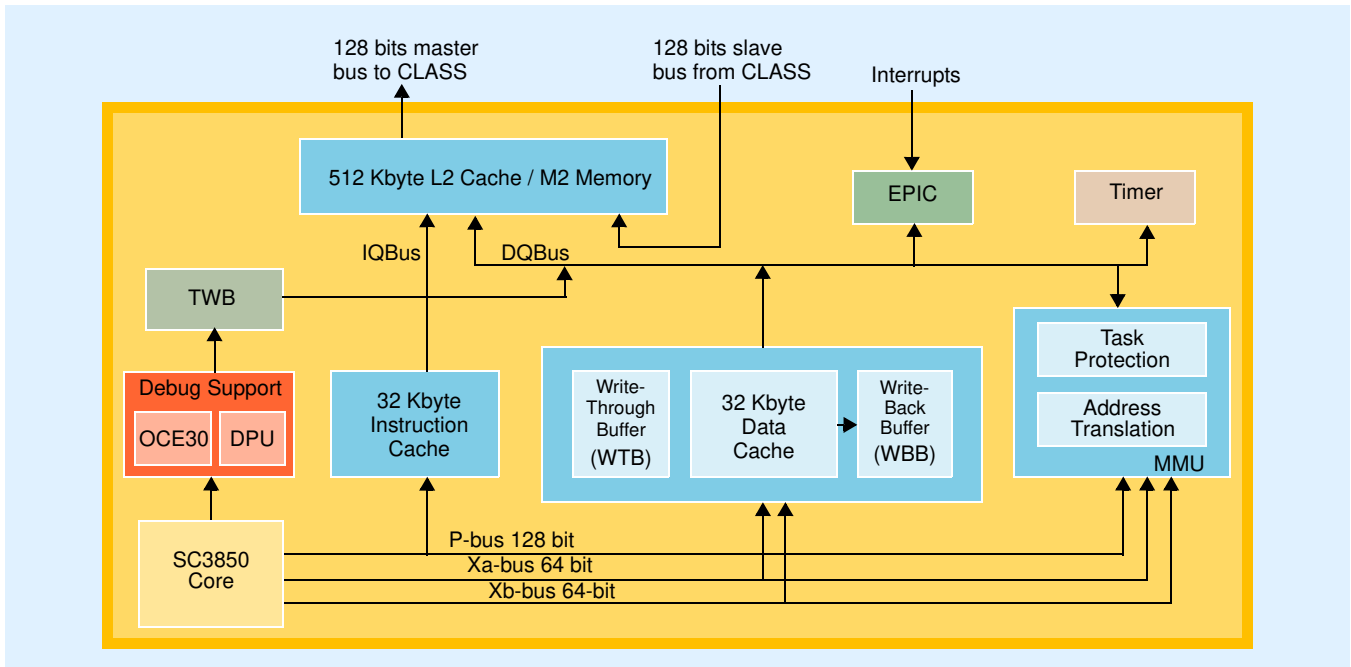 128 bits master
bus to CLASS
128 bits slave
bus from CLASS
Interrupts
512 Kbyte L2 Cache / M2 Memory
EPIC
Timer
IQBus
DQBus
TWB
Task
Protection
Address
Translation
MMU
Debug Support
OCE30
DPU
32 Kbyte
Instruction
Cache
Write-
Through
Buffer
(WTB)
32 Kbyte
Data
Cache
Write-
Back
Buffer
(WBB)
SC3850
Core
P-bus 128 bit
Xa-bus 64 bit
Xb-bus 64-bit